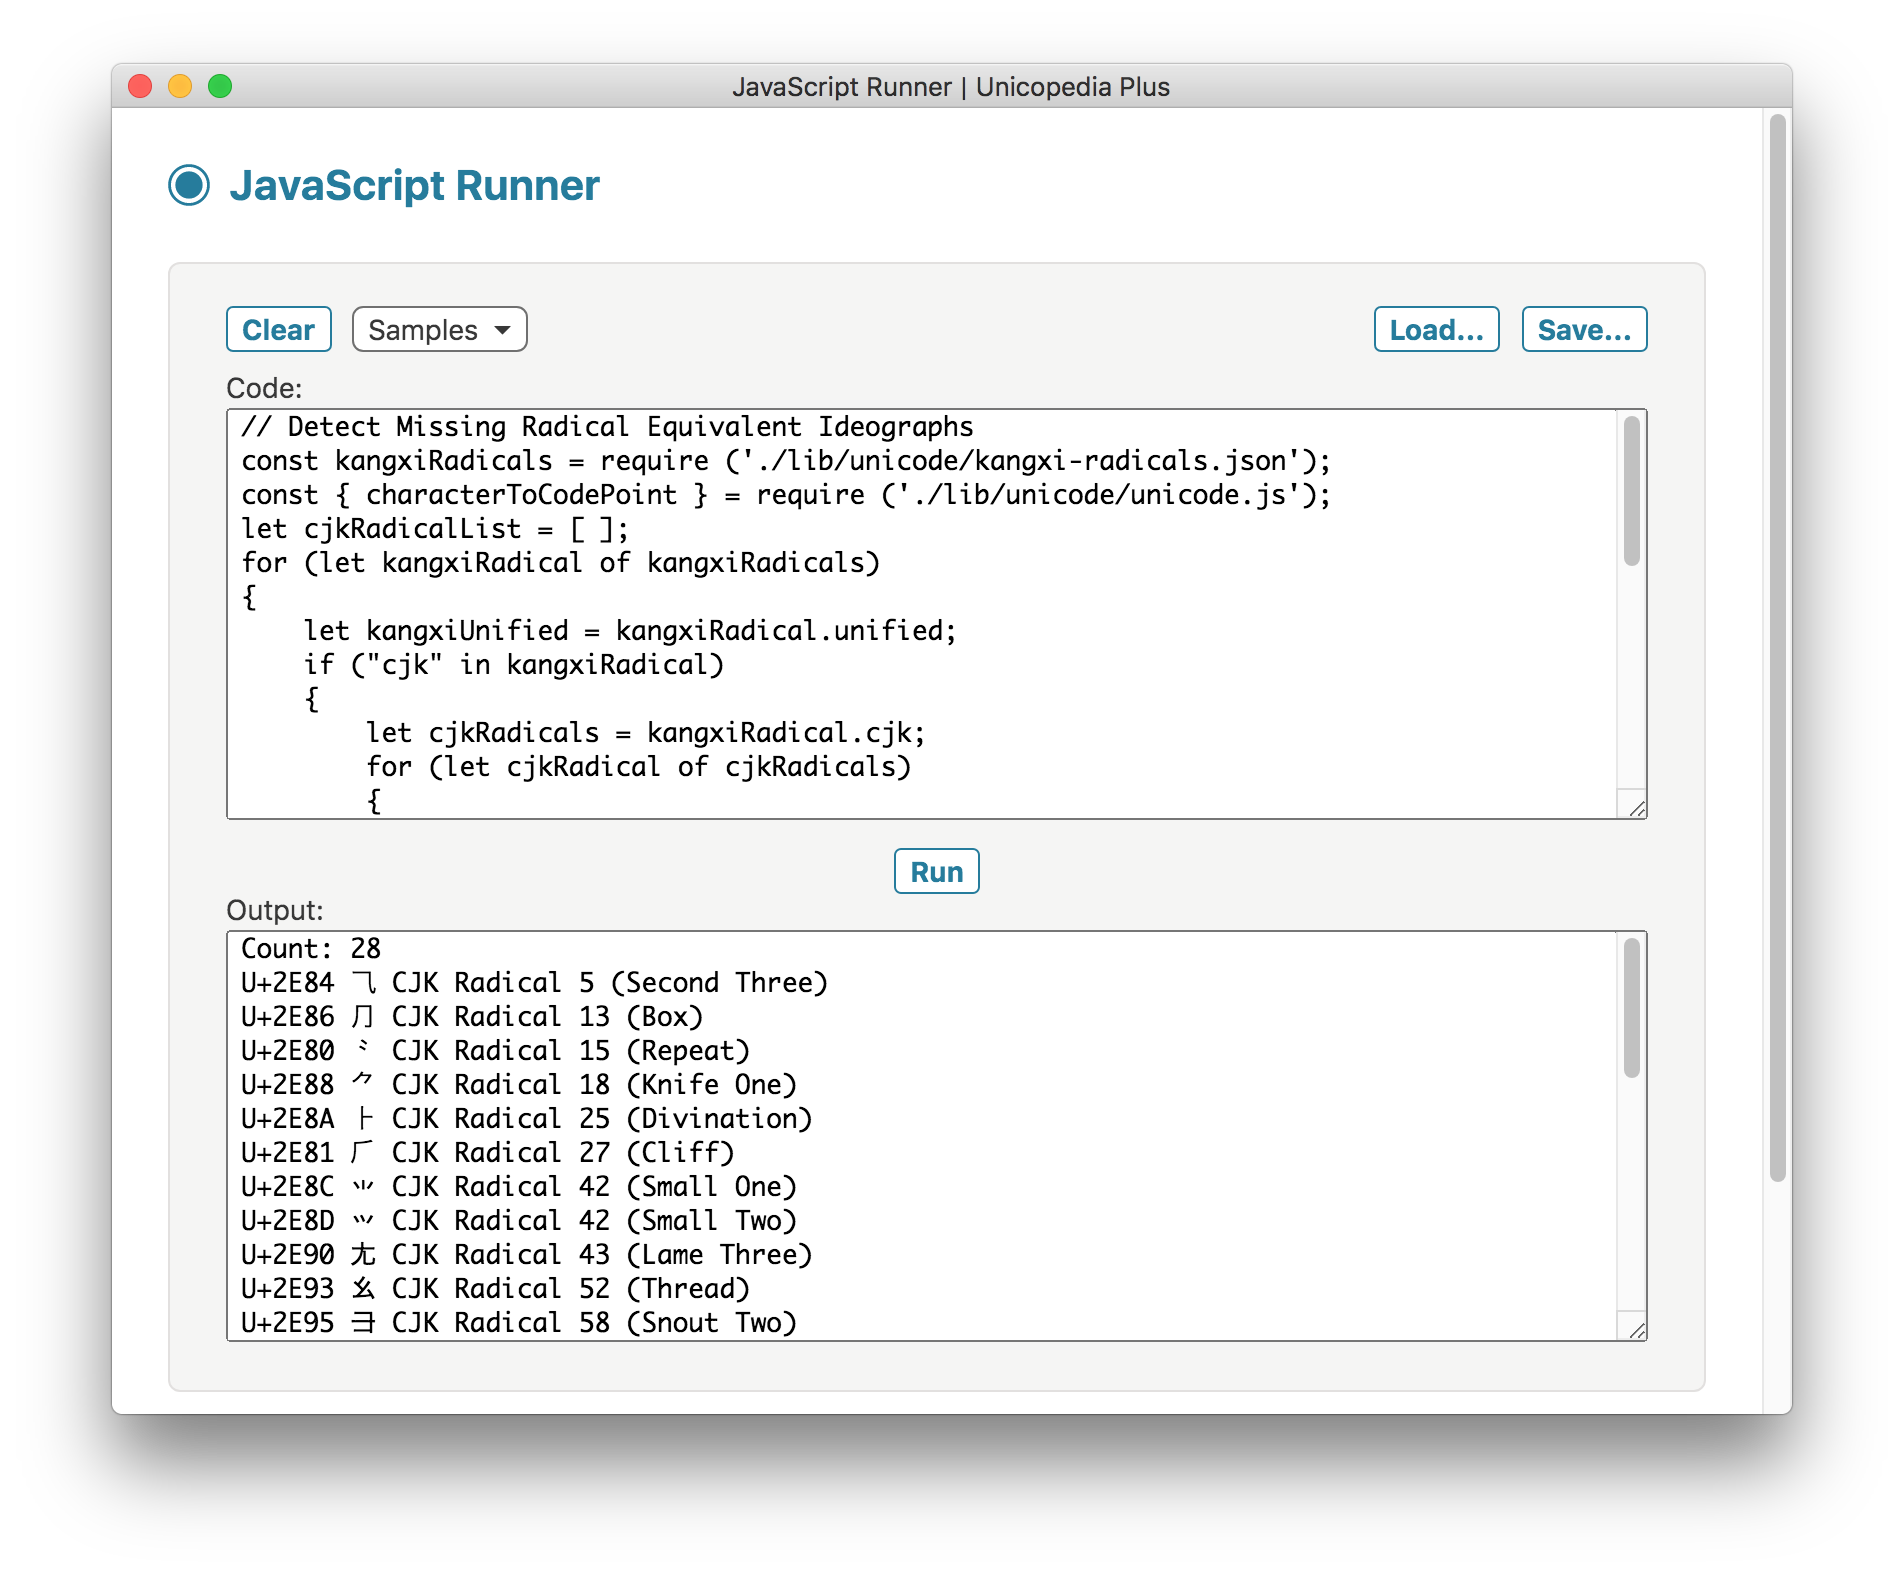 JavaScript Runner | Unicopedia Plus
JavaScript Runner
Clear Samples Load... Save...
Code:
// Detect Missing Radical Equivalent Ideographs
const kangxiRadicals = require ('./lib/unicode/kangxi-radicals.json');
const { characterToCodePoint } = require ('./lib/unicode/unicode.js');
let cjkRadicalList = [ ];
for (let kangxiRadical of kangxiRadicals)
{
    let kangxiUnified = kangxiRadical.unified;
    if ("cjk" in kangxiRadical)
    {
        let cjkRadicals = kangxiRadical.cjk;
        for (let cjkRadical of cjkRadicals)
        {
Run
Output:
Count: 28
U+2E84 ⺄ CJK Radical 5 (Second Three)
U+2E86 ⺆ CJK Radical 13 (Box)
U+2E80 ⺀ CJK Radical 15 (Repeat)
U+2E88 ⺈ CJK Radical 18 (Knife One)
U+2E8A ⺊ CJK Radical 25 (Divination)
U+2E81 ⺁ CJK Radical 27 (Cliff)
U+2E8C ⺌ CJK Radical 42 (Small One)
U+2E8D ⺍ CJK Radical 42 (Small Two)
U+2E90 ⺐ CJK Radical 43 (Lame Three)
U+2E93 ⺓ CJK Radical 52 (Thread)
U+2E95 ⺕ CJK Radical 58 (Snout Two)